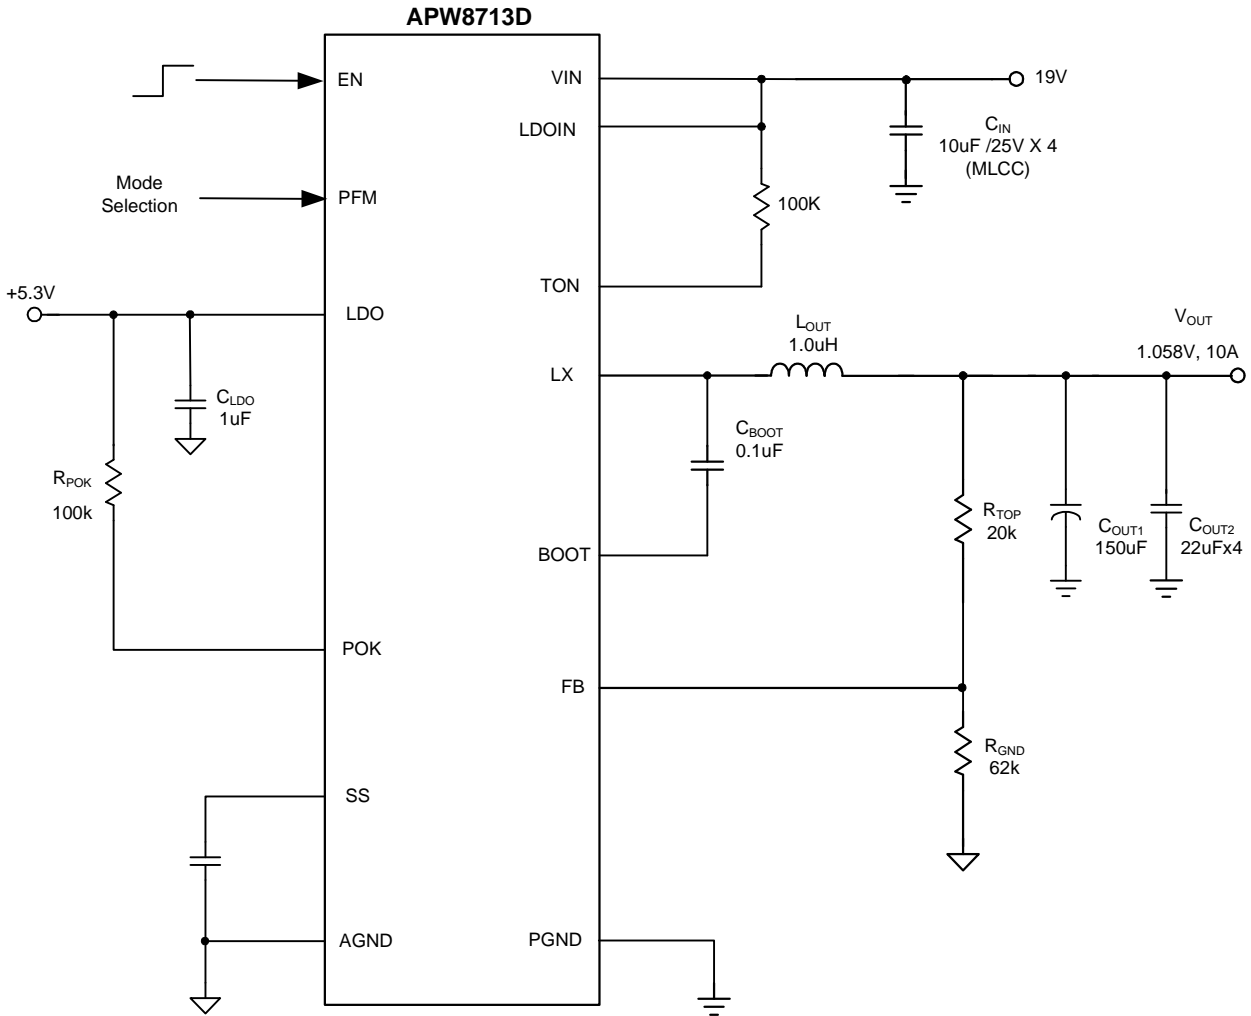 APW8713D
EN
VIN
19V
LDOIN
C_IN
10uF /25V X 4
(MLCC)
Mode
Selection
PFM
100K
TON
+5.3V
LDO
L_OUT
1.0uH
V_OUT
1.058V, 10A
LX
C_LDO
1uF
C_BOOT
0.1uF
R_POK
100k
R_TOP
20k
C_OUT1
150uF
C_OUT2
22uFx4
BOOT
POK
FB
R_GND
62k
SS
AGND
PGND